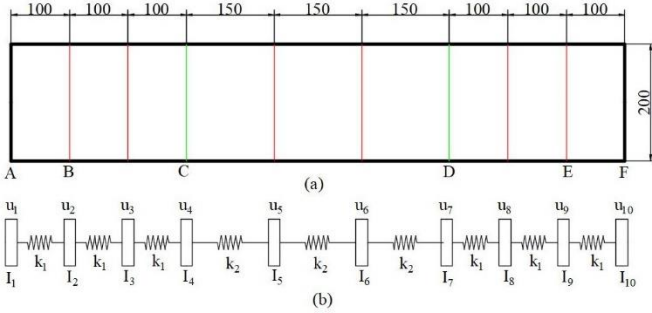 100 100 100 150 150 150 100 100 100
200
A B C D E F
(a)
u1 u2 u3 u4 u5 u6 u7 u8 u9 u10
k1 k1 k1 k2 k2 k2 k1 k1 k1
I1 I2 I3 I4 I5 I6 I7 I8 I9 I10
(b)